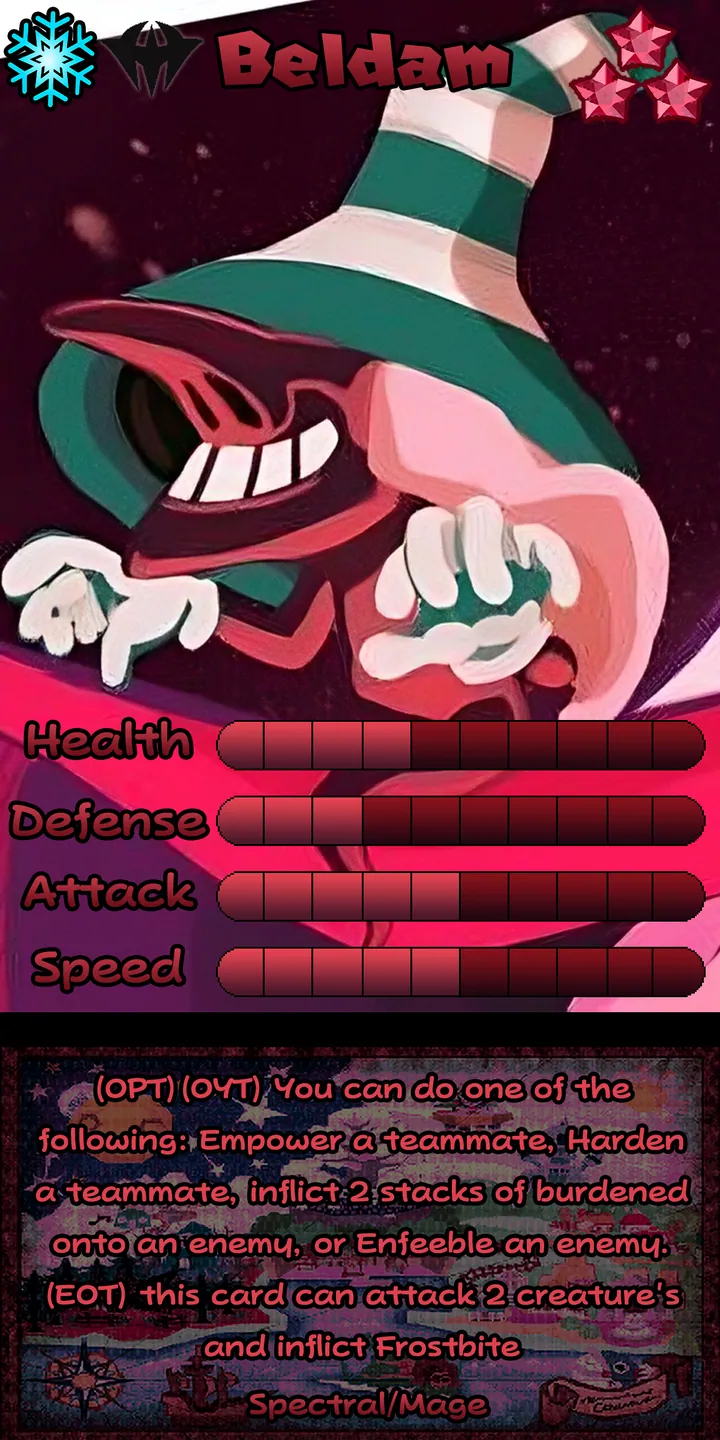 Beldam
Health
Defense
Attack
Speed
(OPT) (OYT) You can do one of the
following: Empower a teammate, Harden
a teammate, inflict 2 stacks of burdened
onto an enemy, or Enfeeble an enemy.
(EOT) this card can attack 2 creature's
and inflict Frostbite
Spectral/Mage